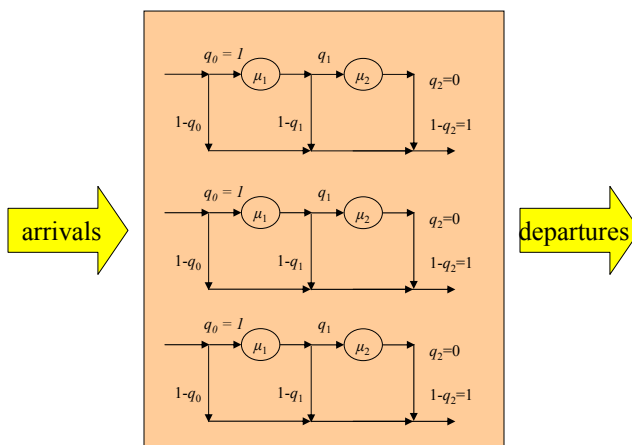 q₀ = 1 q₁
μ₁ μ₂
q₂=0
1-q₀ 1-q₁ 1-q₂=1
q₀ = 1 q₁
μ₁ μ₂
q₂=0
arrivals departures
1-q₀ 1-q₁ 1-q₂=1
q₀ = 1 q₁
μ₁ μ₂
q₂=0
1-q₀ 1-q₁ 1-q₂=1